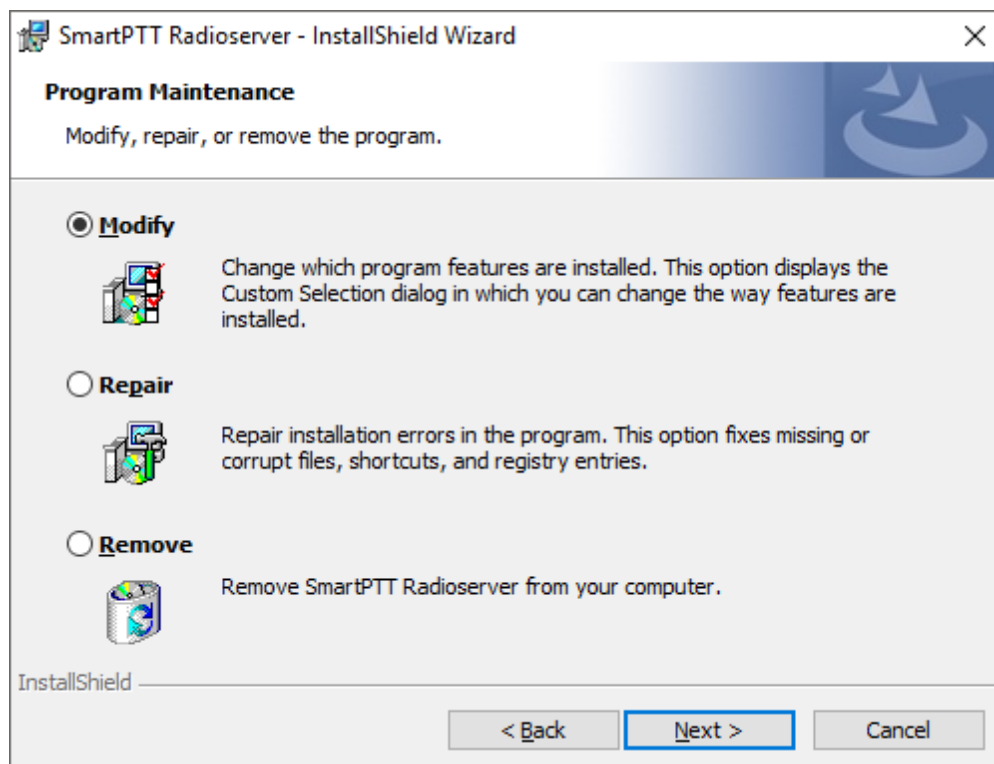 SmartPTT Radioserver - InstallShield Wizard
Program Maintenance
Modify, repair, or remove the program.
Modify
Change which program features are installed. This option displays the
Custom Selection dialog in which you can change the way features are
installed.
Repair
Repair installation errors in the program. This option fixes missing or
corrupt files, shortcuts, and registry entries.
Remove
Remove SmartPTT Radioserver from your computer.
InstallShield
< Back
Next >
Cancel